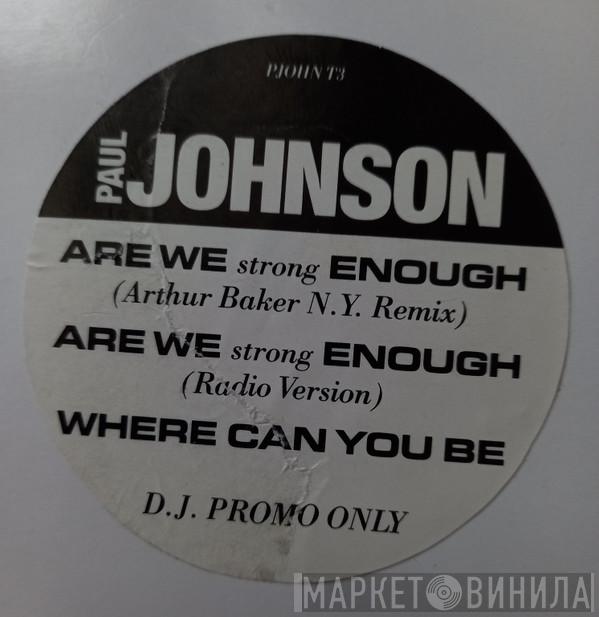 PJOHN T3
PAUL JOHNSON
ARE WE strong ENOUGH
(Arthur Baker N.Y. Remix)
ARE WE strong ENOUGH
(Radio Version)
WHERE CAN YOU BE
D.J. PROMO ONLY
МАРКЕТ ВИНИЛА